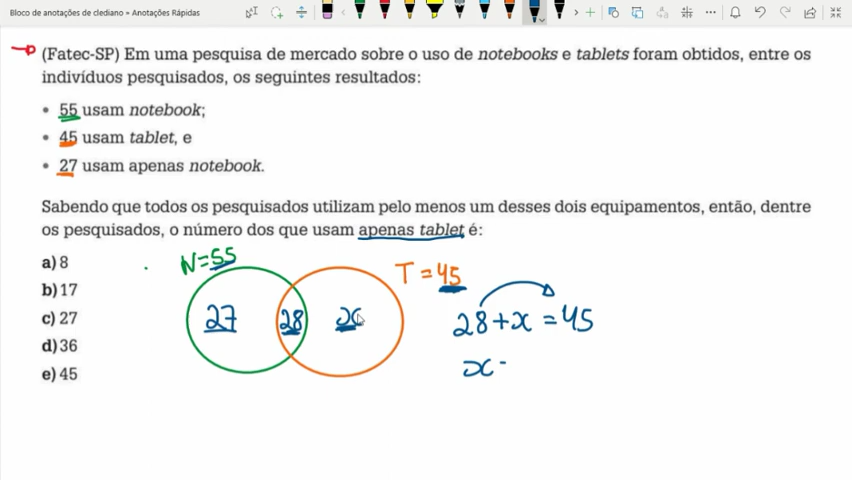 Bloco de anotações de clediano » Anotações Rápidas
(Fatec-SP) Em uma pesquisa de mercado sobre o uso de notebooks e tablets foram obtidos, entre os
indivíduos pesquisados, os seguintes resultados:
• 55 usam notebook;
• 45 usam tablet, e
• 27 usam apenas notebook.
Sabendo que todos os pesquisados utilizam pelo menos um desses dois equipamentos, então, dentre
os pesquisados, o número dos que usam apenas tablet é:
a) 8
b) 17
c) 27
d) 36
e) 45
N=55
T=45
27 28 x
28+x=45
x=